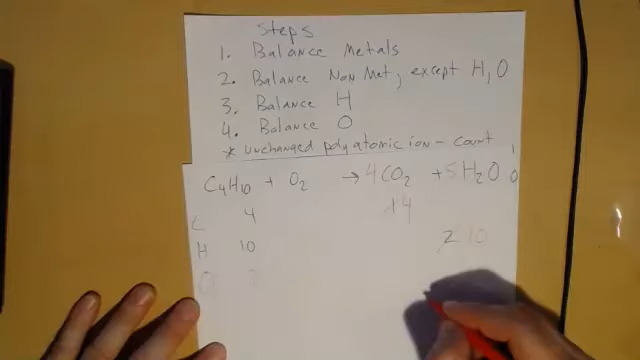 Steps
1. Balance Metals
2. Balance Non Met, except H, O
3. Balance H
4. Balance O
* unchanged polyatomic ion - count
C4H10 + O2 → 4CO2 + 5H2O
C 4 4
H 10 2 10
O 2